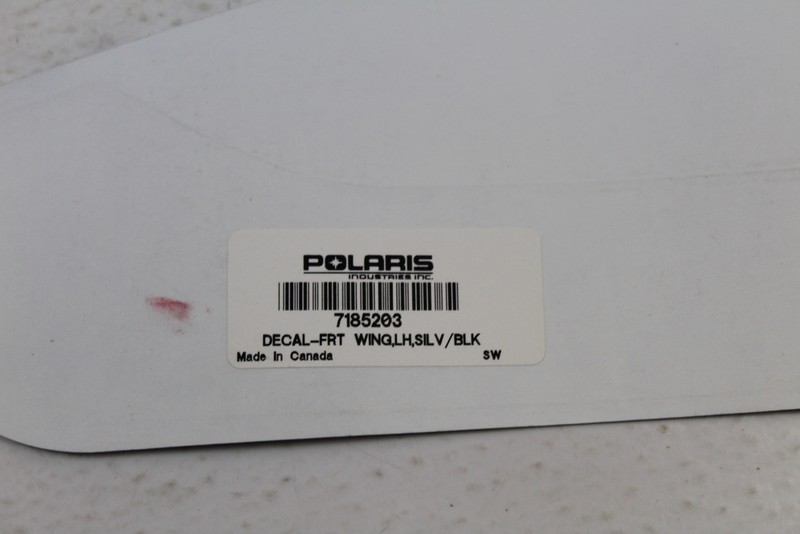 POLARIS
INDUSTRIES INC.
7185203
DECAL-FRT WING,LH,SILV/BLK
Made In Canada SW